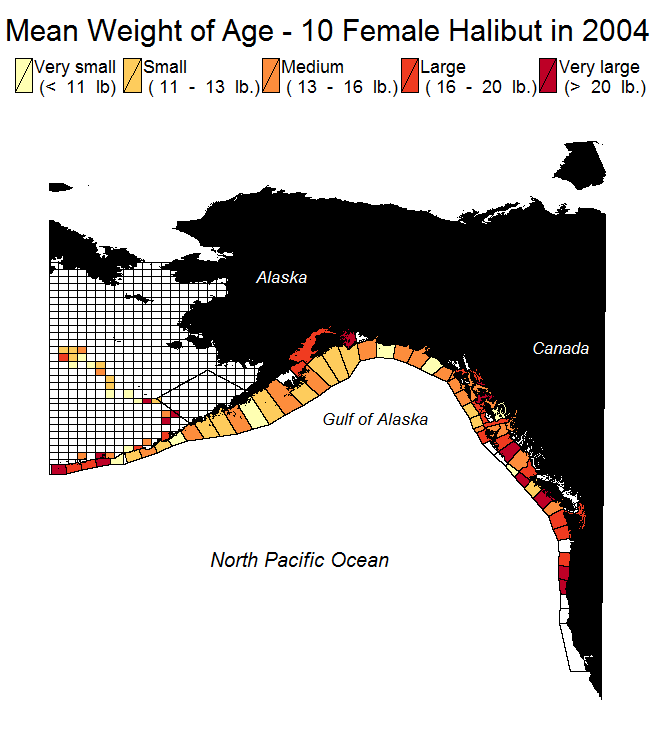 Mean Weight of Age - 10 Female Halibut in 2004
Very small Small Medium Large Very large
(< 11 lb) ( 11 - 13 lb.) ( 13 - 16 lb.) ( 16 - 20 lb.) (> 20 lb.)
Alaska
Canada
Gulf of Alaska
North Pacific Ocean